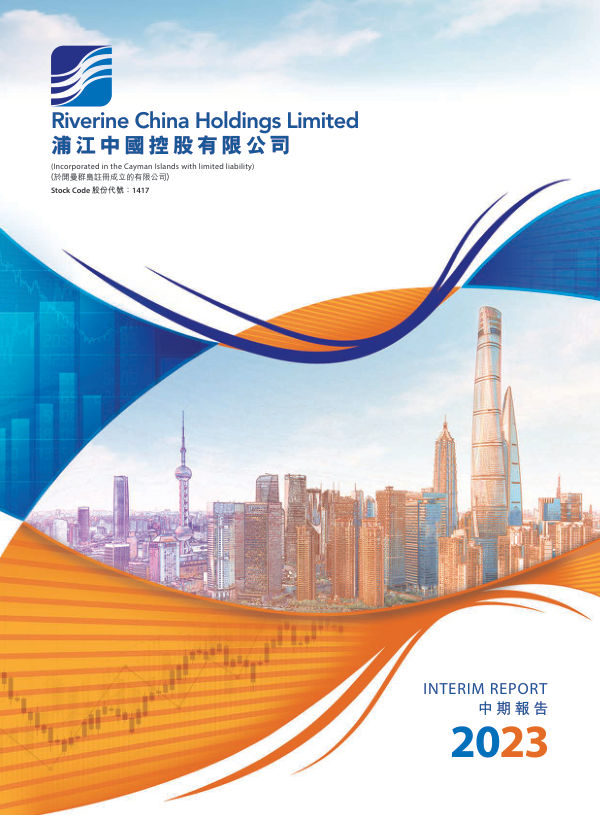 Riverine China Holdings Limited
浦江中國控股有限公司
(Incorporated in the Cayman Islands with limited liability)
(於開曼群島註冊成立的有限公司)
Stock Code 股份代號：1417
INTERIM REPORT
中期報告
2023